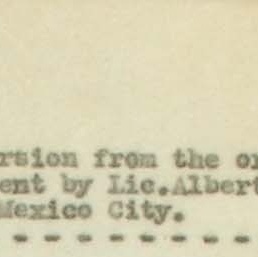 rsion from the or
ent by Lic.Albert
Mexico City.
- - - - - - - - -